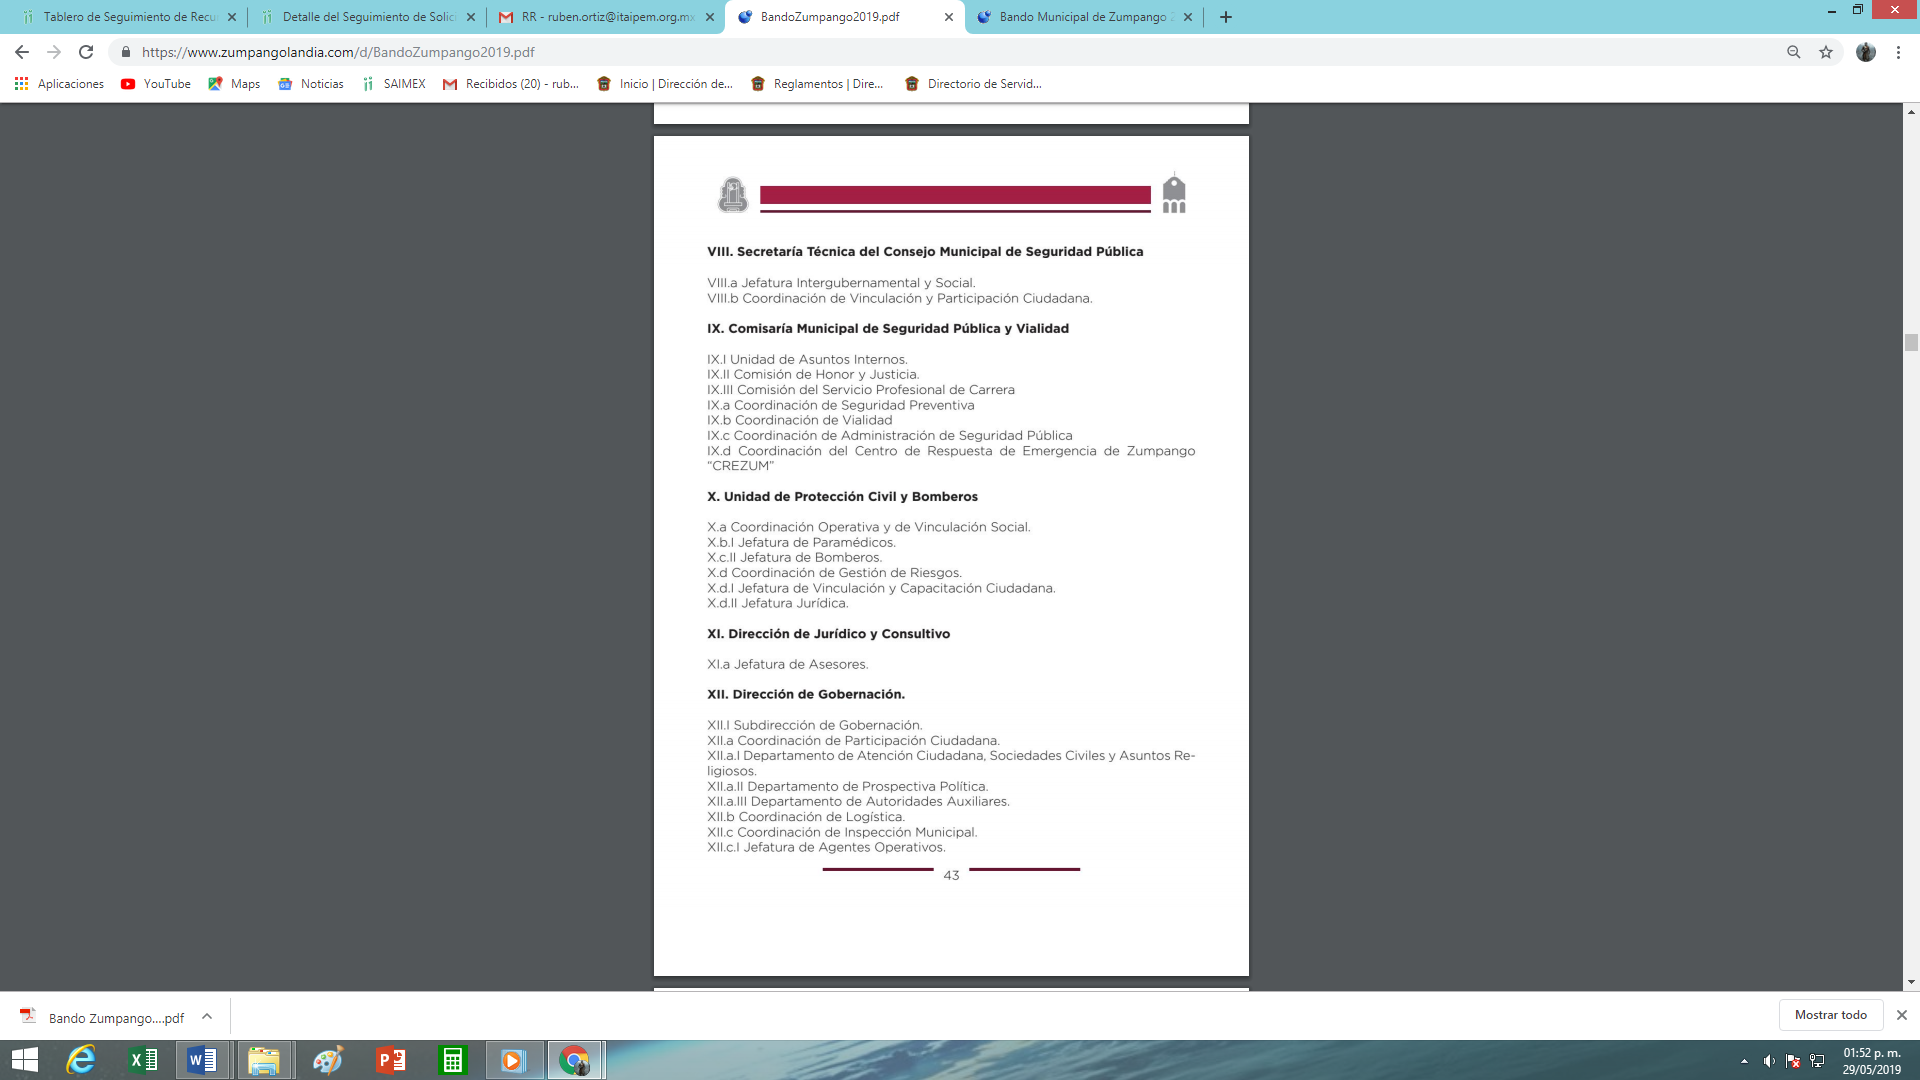 Tablero de Seguimiento de Recu
Detalle del Seguimiento de Solici
RR - ruben.ortiz@itaipem.org.mx
BandoZumpango2019.pdf
Bando Municipal de Zumpango 2
https://www.zumpangolandia.com/d/BandoZumpango2019.pdf
Aplicaciones
YouTube
Maps
Noticias
SAIMEX
Recibidos (20) - rub...
Inicio | Dirección de...
Reglamentos | Dire...
Directorio de Servid...
VIII. Secretaría Técnica del Consejo Municipal de Seguridad Pública
VIII.a Jefatura Intergubernamental y Social.
VIII.b Coordinación de Vinculación y Participación Ciudadana.
IX. Comisaría Municipal de Seguridad Pública y Vialidad
IX.I Unidad de Asuntos Internos.
IX.II Comisión de Honor y Justicia.
IX.III Comisión del Servicio Profesional de Carrera
IX.a Coordinación de Seguridad Preventiva
IX.b Coordinación de Vialidad
IX.c Coordinación de Administración de Seguridad Pública
IX.d Coordinación del Centro de Respuesta de Emergencia de Zumpango
“CREZUM”
X. Unidad de Protección Civil y Bomberos
X.a Coordinación Operativa y de Vinculación Social.
X.b.I Jefatura de Paramédicos.
X.c.II Jefatura de Bomberos.
X.d Coordinación de Gestión de Riesgos.
X.d.I Jefatura de Vinculación y Capacitación Ciudadana.
X.d.II Jefatura Jurídica.
XI. Dirección de Jurídico y Consultivo
XI.a Jefatura de Asesores.
XII. Dirección de Gobernación.
XII.I Subdirección de Gobernación.
XII.a Coordinación de Participación Ciudadana.
XII.a.I Departamento de Atención Ciudadana, Sociedades Civiles y Asuntos Re-
ligiosos.
XII.a.II Departamento de Prospectiva Política.
XII.a.III Departamento de Autoridades Auxiliares.
XII.b Coordinación de Logística.
XII.c Coordinación de Inspección Municipal.
XII.c.I Jefatura de Agentes Operativos.
43
Bando Zumpango....pdf
Mostrar todo
01:52 p. m.
29/05/2019